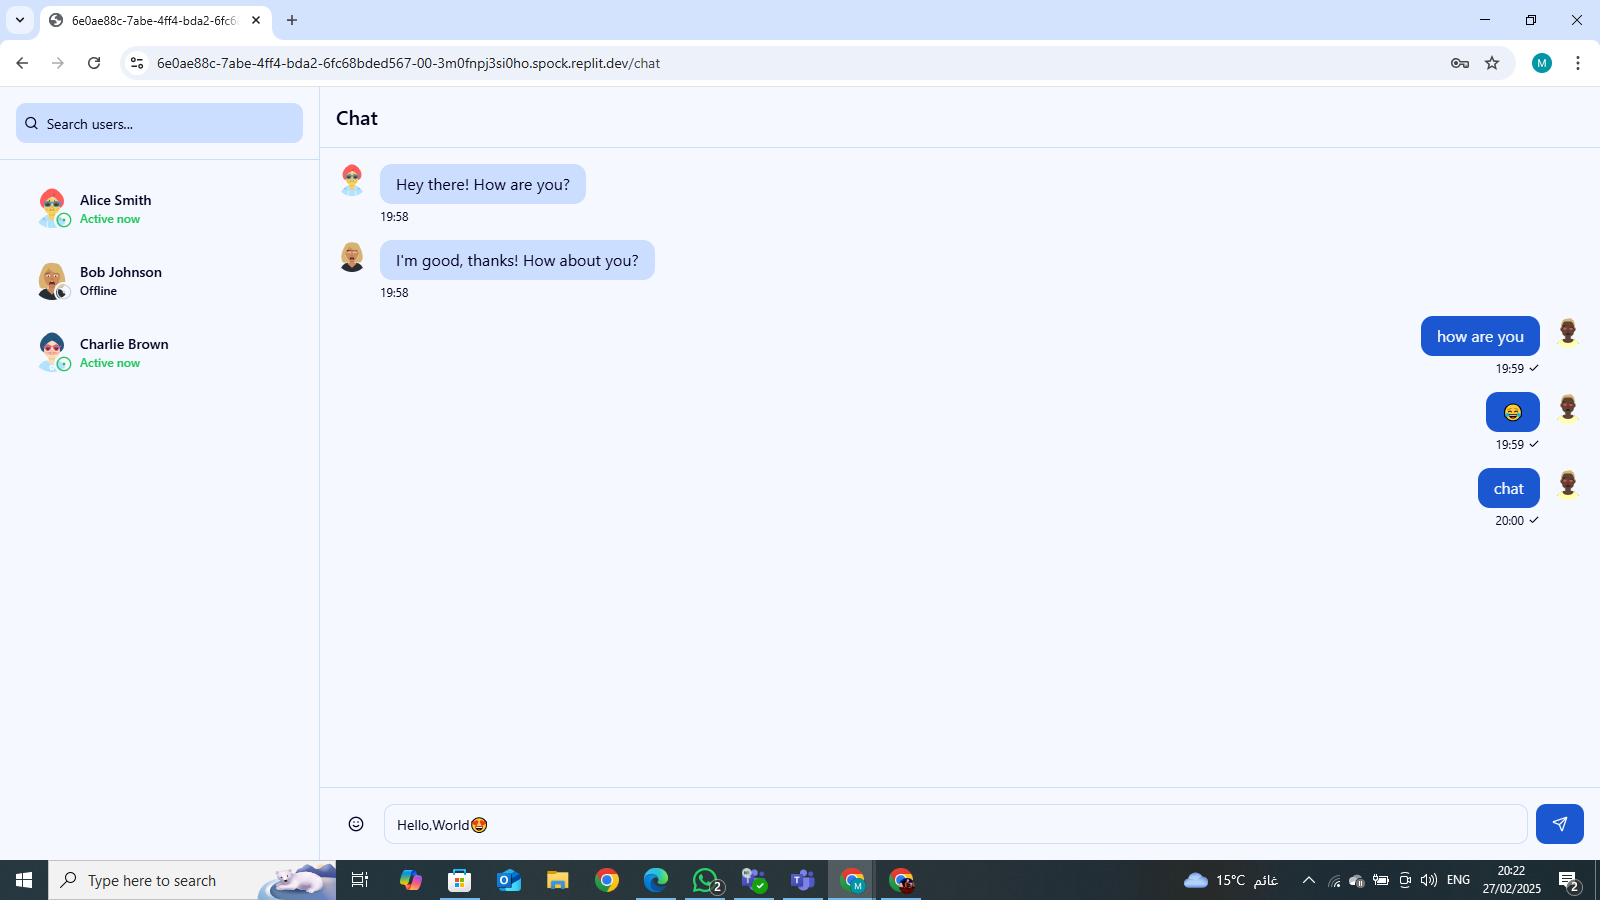 6e0ae88c-7abe-4ff4-bda2-6fc6
6e0ae88c-7abe-4ff4-bda2-6fc68bded567-00-3m0fnpj3si0ho.spock.replit.dev/chat
M
Search users...
Alice Smith
Active now
Bob Johnson
Offline
Charlie Brown
Active now
Chat
Hey there! How are you?
19:58
I'm good, thanks! How about you?
19:58
how are you
19:59 ✓
😂
19:59 ✓
chat
20:00 ✓
Hello,World😍
Type here to search
2
M
15°C غائم
ENG
20:22
27/02/2025
2